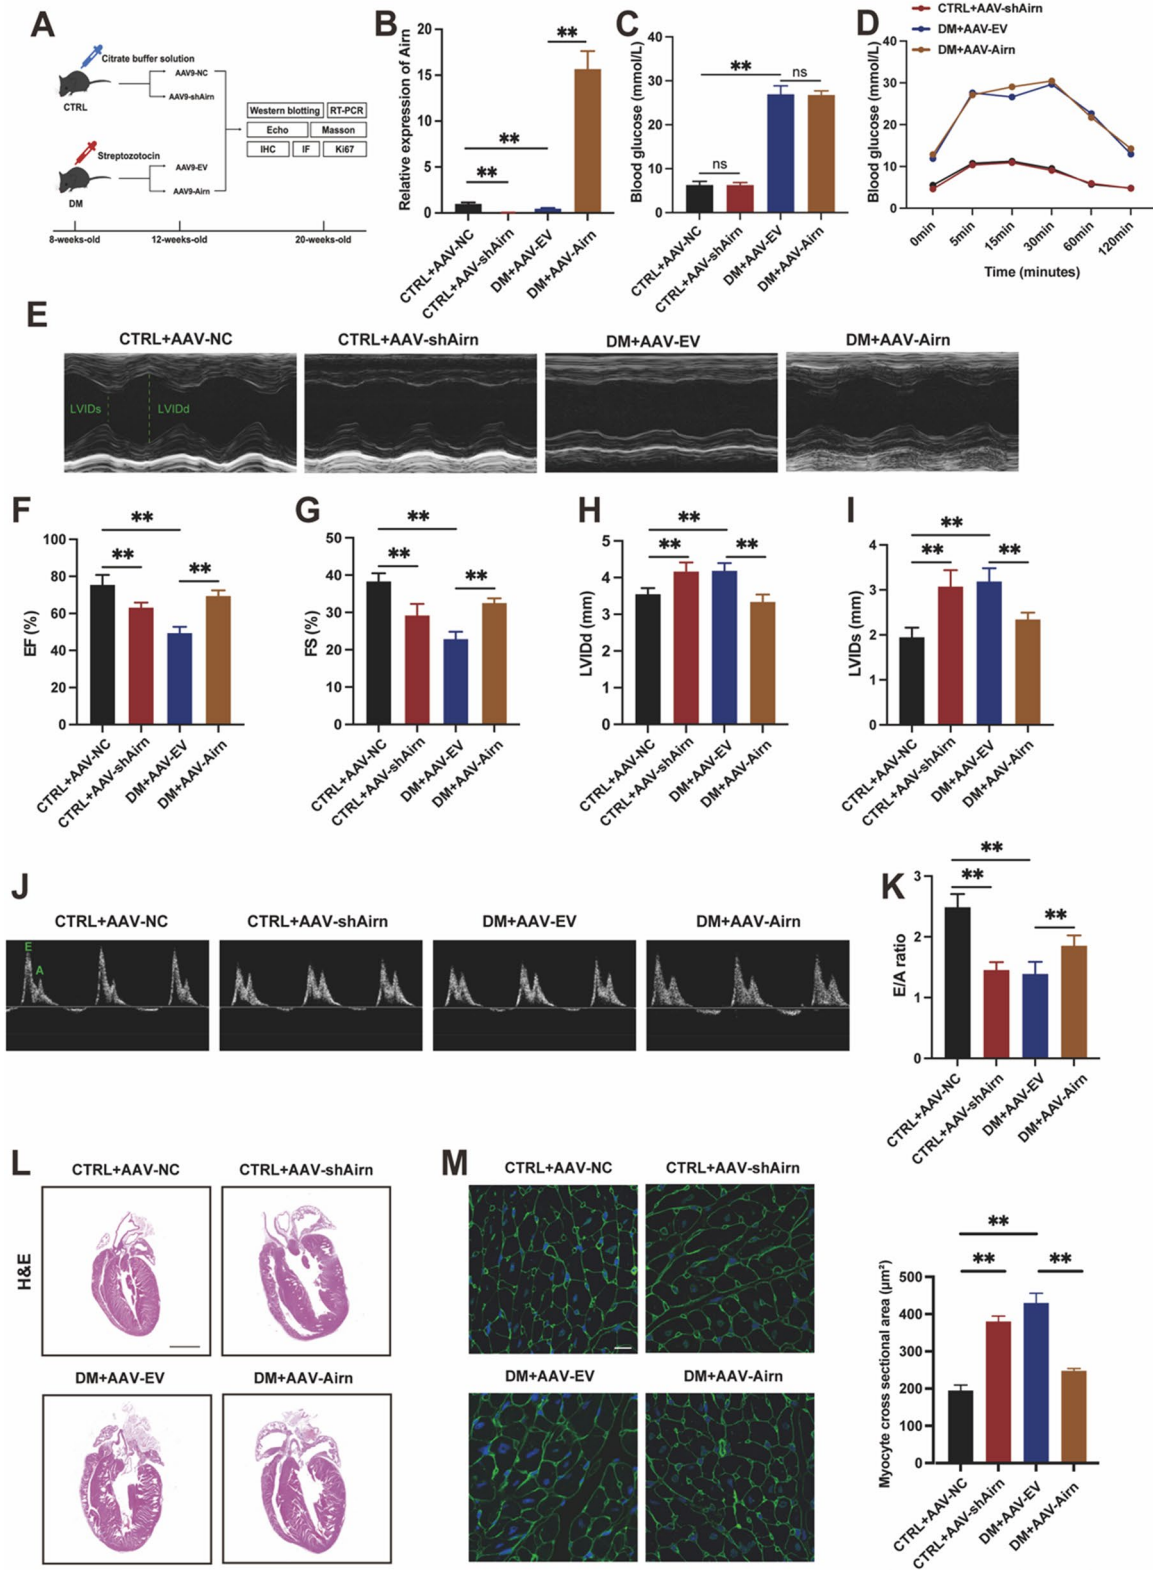 A
Citrate buffer solution
CTRL
AAV9-NC
AAV9-shAirn
Streptozotocin
DM
AAV9-EV
AAV9-Airn
Western blotting
RT-PCR
Echo
Masson
IHC
IF
Ki67
8-weeks-old
12-weeks-old
20-weeks-old
B
Relative expression of Airn
20
15
10
5
0
**
**
**
CTRL+AAV-NC
CTRL+AAV-shAirn
DM+AAV-EV
DM+AAV-Airn
C
Blood glucose (mmol/L)
40
30
20
10
0
**
ns
ns
CTRL+AAV-NC
CTRL+AAV-shAirn
DM+AAV-EV
DM+AAV-Airn
D
CTRL+AAV-shAirn
DM+AAV-EV
DM+AAV-Airn
Blood glucose (mmol/L)
40
30
20
10
0
0min
5min
15min
30min
60min
120min
Time (minutes)
E
CTRL+AAV-NC
CTRL+AAV-shAirn
DM+AAV-EV
DM+AAV-Airn
LVIDs
LVIDd
F
EF (%)
100
80
60
40
20
0
**
**
**
CTRL+AAV-NC
CTRL+AAV-shAirn
DM+AAV-EV
DM+AAV-Airn
G
FS (%)
50
40
30
20
10
0
**
**
**
CTRL+AAV-NC
CTRL+AAV-shAirn
DM+AAV-EV
DM+AAV-Airn
H
LVIDd (mm)
5
4
3
2
1
0
**
**
**
CTRL+AAV-NC
CTRL+AAV-shAirn
DM+AAV-EV
DM+AAV-Airn
I
LVIDs (mm)
4
3
2
1
0
**
**
**
CTRL+AAV-NC
CTRL+AAV-shAirn
DM+AAV-EV
DM+AAV-Airn
J
CTRL+AAV-NC
CTRL+AAV-shAirn
DM+AAV-EV
DM+AAV-Airn
E
A
K
E/A ratio
3
2
1
0
**
**
**
CTRL+AAV-NC
CTRL+AAV-shAirn
DM+AAV-EV
DM+AAV-Airn
L
H&E
CTRL+AAV-NC
CTRL+AAV-shAirn
DM+AAV-EV
DM+AAV-Airn
M
CTRL+AAV-NC
CTRL+AAV-shAirn
DM+AAV-EV
DM+AAV-Airn
Myocyte cross sectional area (μm²)
500
400
300
200
100
0
**
**
**
CTRL+AAV-NC
CTRL+AAV-shAirn
DM+AAV-EV
DM+AAV-Airn